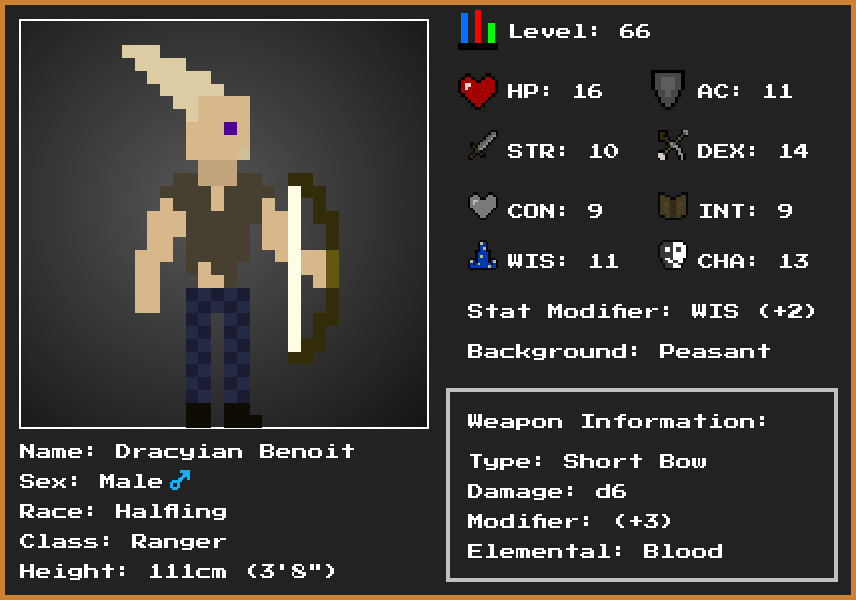 Level: 66
HP: 16
AC: 11
STR: 10
DEX: 14
CON: 9
INT: 9
WIS: 11
CHA: 13
Stat Modifier: WIS (+2)
Background: Peasant
Weapon Information:
Type: Short Bow
Damage: d6
Modifier: (+3)
Elemental: Blood
Name: Dracyian Benoit
Sex: Male ♂
Race: Halfling
Class: Ranger
Height: 111cm (3'8")